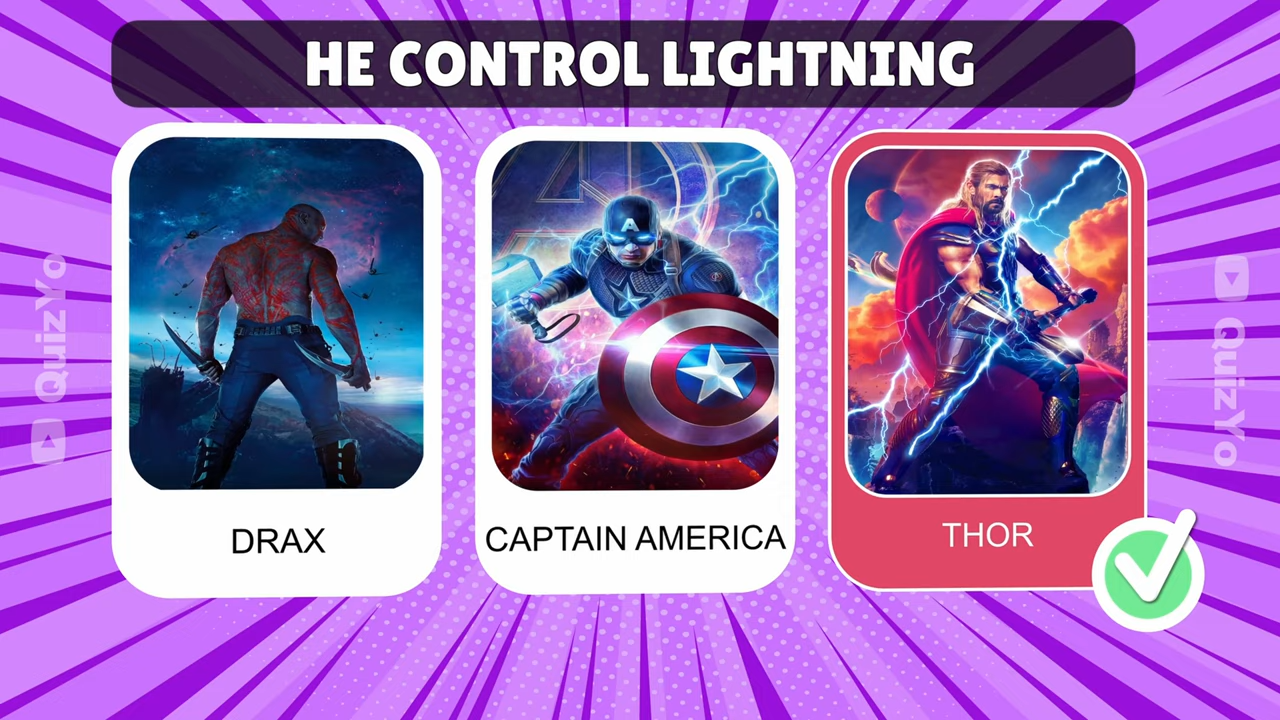 HE CONTROL LIGHTNING
DRAX
CAPTAIN AMERICA
THOR
QuizYo
QuizYo